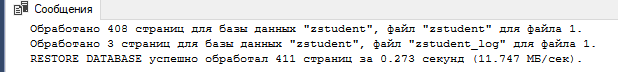 Сообщения
Обработано 408 страниц для базы данных "zstudent", файл "zstudent" для файла 1.
Обработано 3 страниц для базы данных "zstudent", файл "zstudent_log" для файла 1.
RESTORE DATABASE успешно обработал 411 страниц за 0.273 секунд (11.747 МБ/сек).